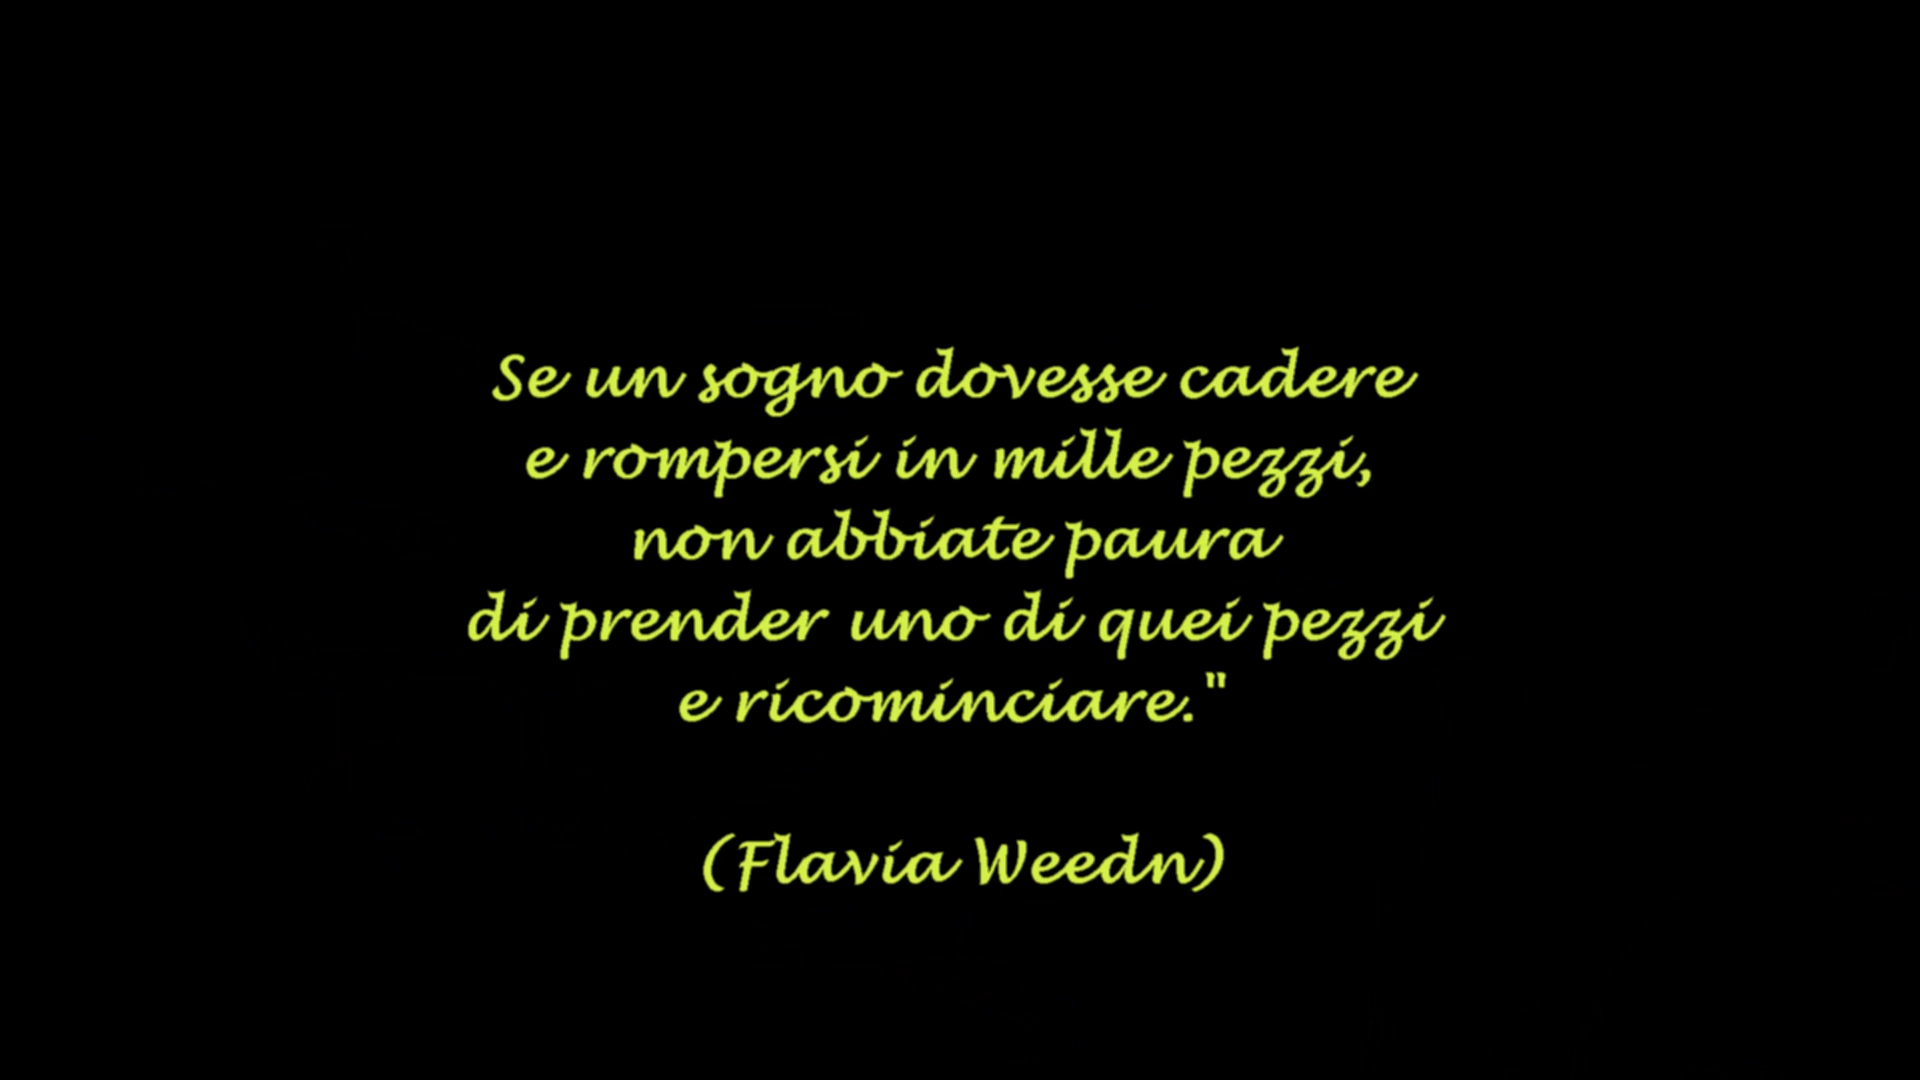 Se un sogno dovesse cadere
e rompersi in mille pezzi,
non abbiate paura
di prender uno di quei pezzi
e ricominciare."
(Flavia Weedn)